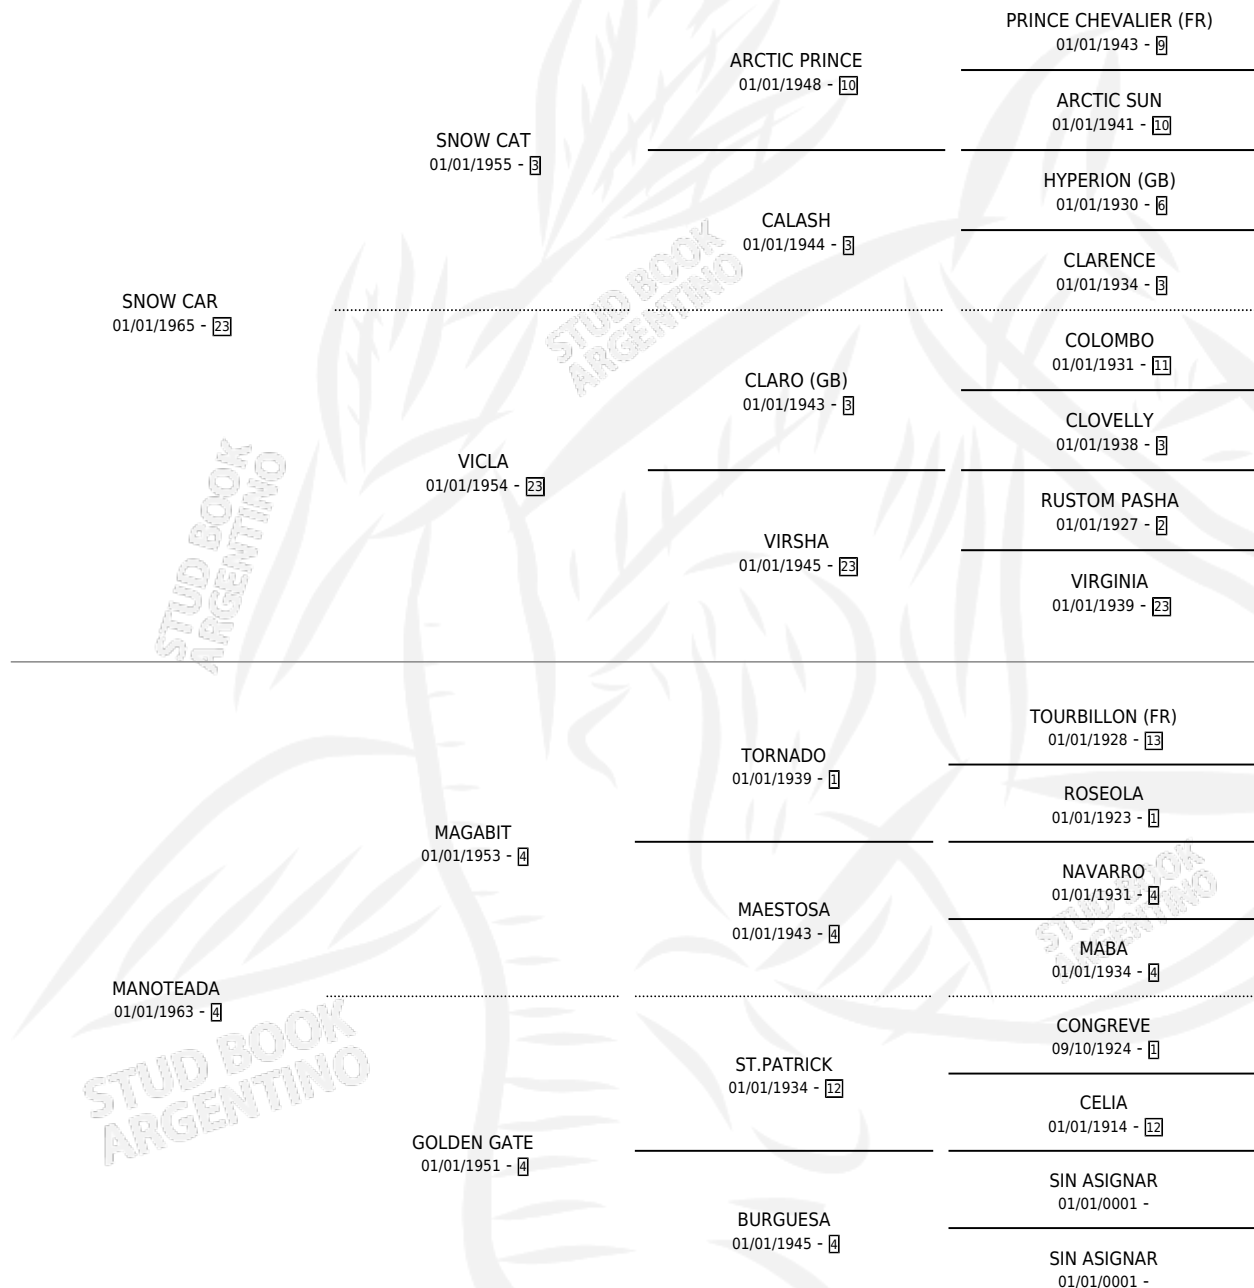 PRINCE CHEVALIER (FR)
01/01/1943 - 9
ARCTIC PRINCE
01/01/1948 - 10
ARCTIC SUN
01/01/1941 - 10
SNOW CAT
01/01/1955 - 3
HYPERION (GB)
01/01/1930 - 6
CALASH
01/01/1944 - 3
CLARENCE
01/01/1934 - 3
SNOW CAR
01/01/1965 - 23
COLOMBO
01/01/1931 - 11
CLARO (GB)
01/01/1943 - 3
CLOVELLY
01/01/1938 - 3
VICLA
01/01/1954 - 23
RUSTOM PASHA
01/01/1927 - 2
VIRSHA
01/01/1945 - 23
VIRGINIA
01/01/1939 - 23
TOURBILLON (FR)
01/01/1928 - 13
TORNADO
01/01/1939 - 1
ROSEOLA
01/01/1923 - 1
MAGABIT
01/01/1953 - 4
NAVARRO
01/01/1931 - 4
MAESTOSA
01/01/1943 - 4
MABA
01/01/1934 - 4
MANOTEADA
01/01/1963 - 4
CONGREVE
09/10/1924 - 1
ST.PATRICK
01/01/1934 - 12
CELIA
01/01/1914 - 12
GOLDEN GATE
01/01/1951 - 4
SIN ASIGNAR
01/01/0001 -
BURGUESA
01/01/1945 - 4
SIN ASIGNAR
01/01/0001 -
STUD BOOK
ARGENTINO
STUD BOOK
ARGENTINO
STUD BOOK
ARGENTINO
STUD BOOK
ARGENTINO